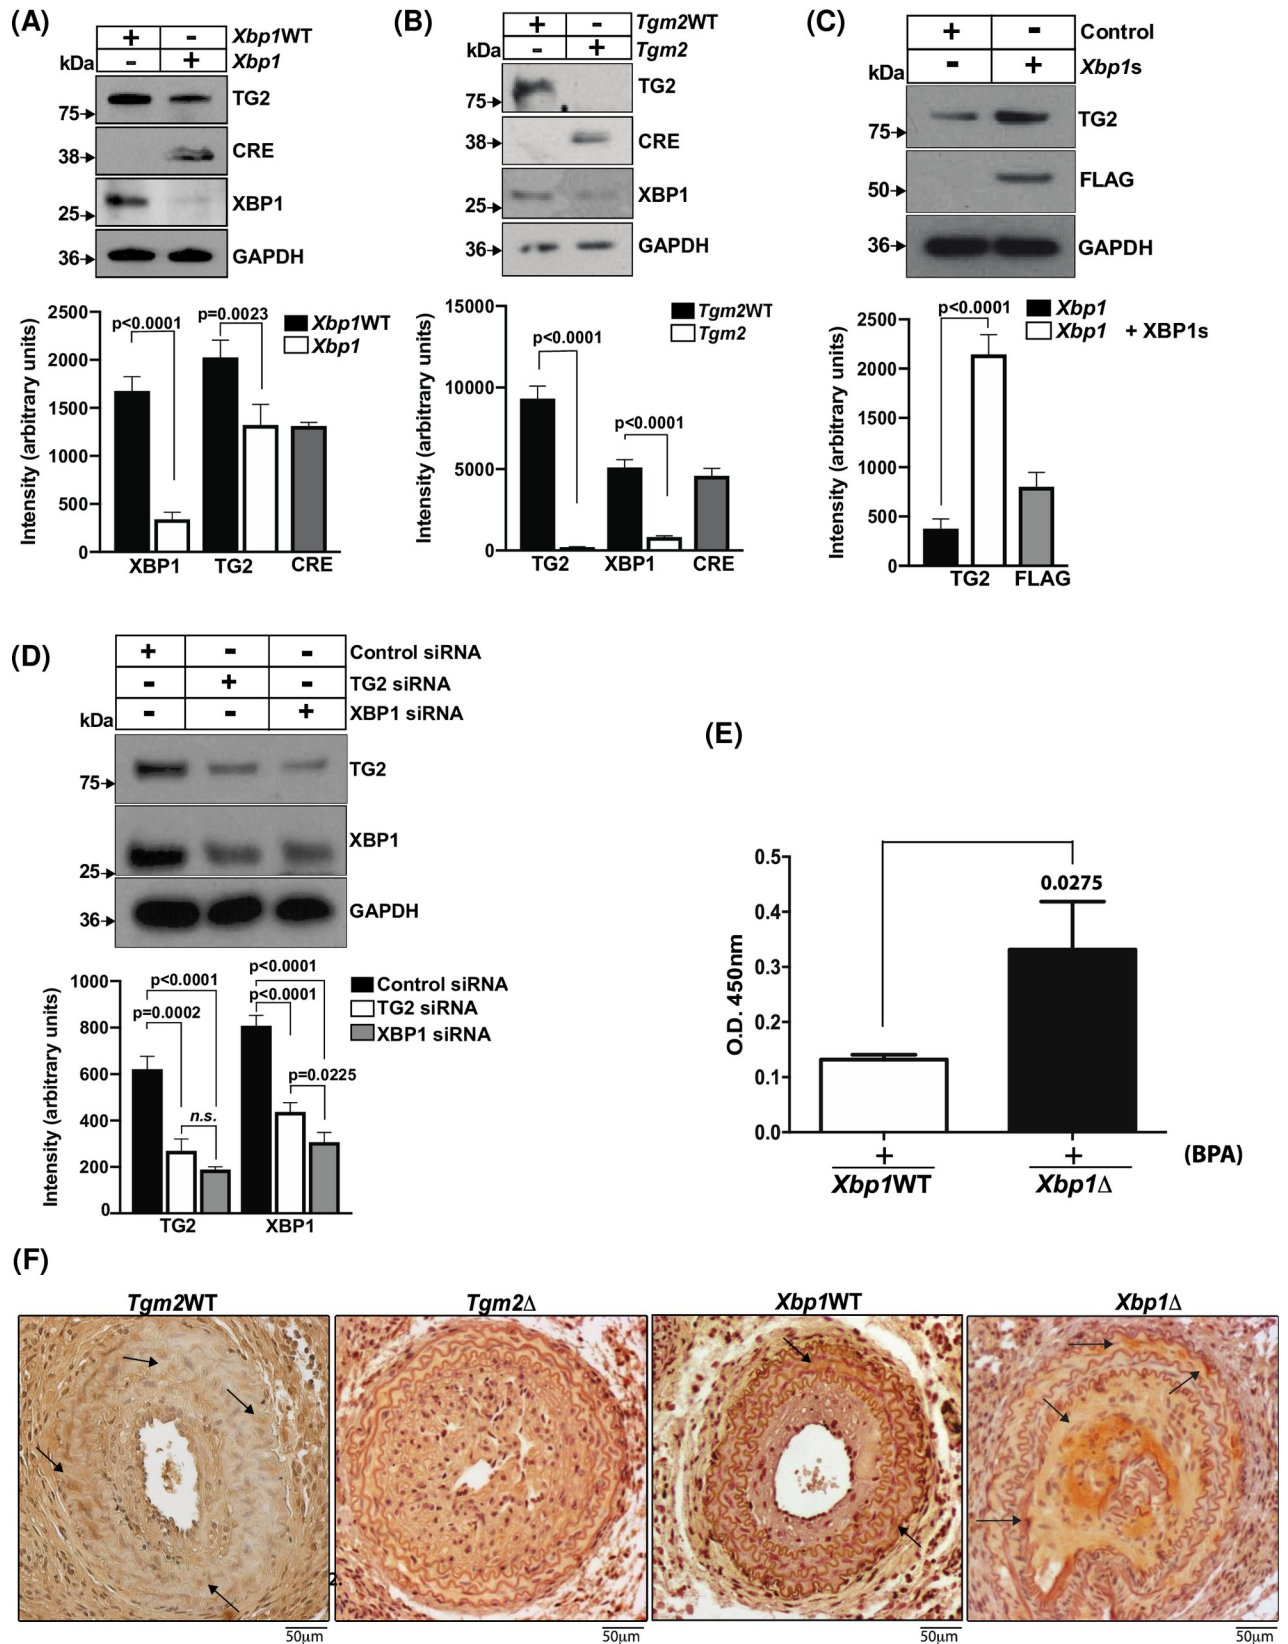 (A)
+ - Xbp1WT
kDa - + Xbp1
TG2
75
CRE
38
XBP1
25
36 GAPDH
2500
2000
1500
1000
500
0
Intensity (arbitrary units)
p<0.0001
p=0.0023
Xbp1WT
Xbp1
XBP1 TG2 CRE
(B)
+ - Tgm2WT
kDa - + Tgm2
TG2
75
38 CRE
XBP1
25
36 GAPDH
15000
10000
5000
0
Intensity (arbitrary units)
p<0.0001
p<0.0001
Tgm2WT
Tgm2
TG2 XBP1 CRE
(C)
+ - Control
kDa - + Xbp1s
TG2
75
FLAG
50
36 GAPDH
2500
2000
1500
1000
500
0
Intensity (arbitrary units)
p<0.0001
Xbp1
Xbp1 + XBP1s
TG2 FLAG
(D)
+ - - Control siRNA
- + - TG2 siRNA
kDa - - + XBP1 siRNA
TG2
75
XBP1
25
36 GAPDH
1000
800
600
400
200
0
Intensity (arbitrary units)
p<0.0001
p=0.0002
n.s.
p<0.0001
p<0.0001
p=0.0225
Control siRNA
TG2 siRNA
XBP1 siRNA
TG2 XBP1
(E)
0.5
0.4
0.3
0.2
0.1
0.0
O.D. 450nm
0.0275
+ + (BPA)
Xbp1WT Xbp1Δ
(F)
Tgm2WT Tgm2Δ Xbp1WT Xbp1Δ
2.
50μm 50μm 50μm 50μm